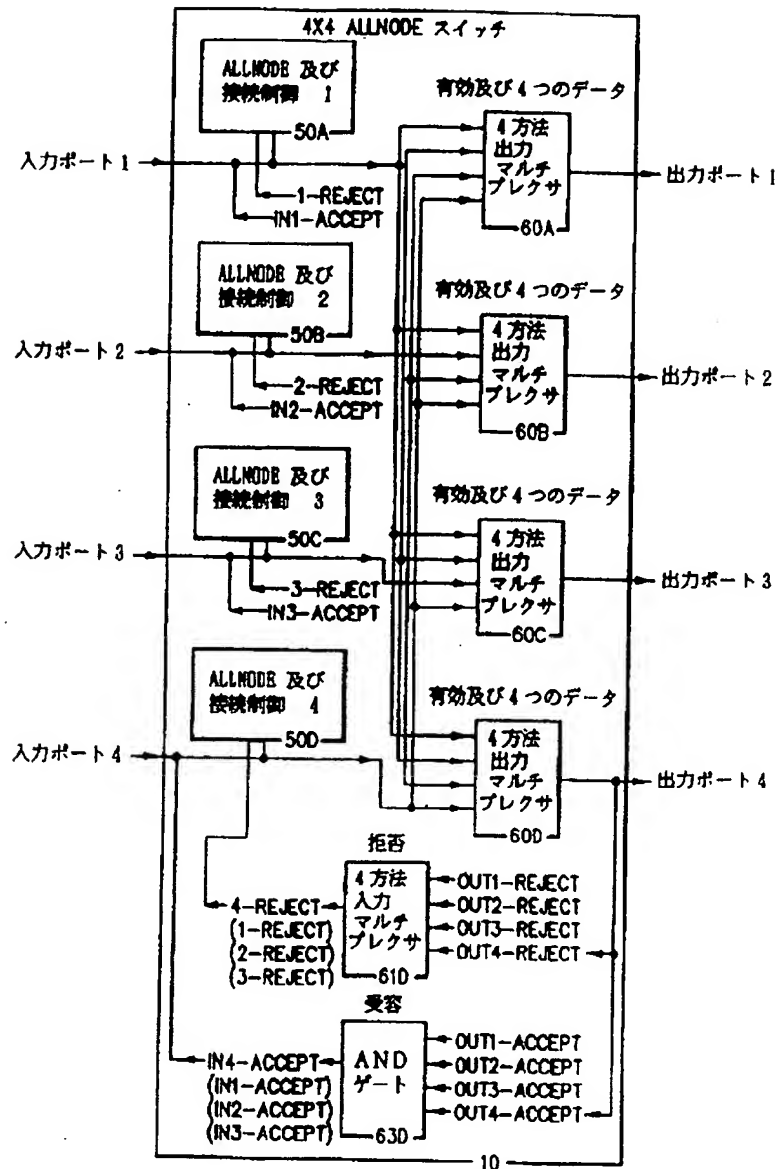 4X4 ALLNODE スイッチ
ALLNODE 及び
接続制御 1
50A
有効及び4つのデータ
4方法
出力
マルチ
プレクサ
60A
入力ポート1
出力ポート1
1-REJECT
IN1-ACCEPT
ALLNODE 及び
接続制御 2
50B
有効及び4つのデータ
4方法
出力
マルチ
プレクサ
60B
入力ポート2
出力ポート2
2-REJECT
IN2-ACCEPT
ALLNODE 及び
接続制御 3
50C
有効及び4つのデータ
4方法
出力
マルチ
プレクサ
60C
入力ポート3
出力ポート3
3-REJECT
IN3-ACCEPT
ALLNODE 及び
接続制御 4
50D
有効及び4つのデータ
4方法
出力
マルチ
プレクサ
60D
入力ポート4
出力ポート4
拒否
4方法
入力
マルチ
プレクサ
61D
4-REJECT
(1-REJECT)
(2-REJECT)
(3-REJECT)
OUT1-REJECT
OUT2-REJECT
OUT3-REJECT
OUT4-REJECT
受容
AND
ゲート
63D
IN4-ACCEPT
(IN1-ACCEPT)
(IN2-ACCEPT)
(IN3-ACCEPT)
OUT1-ACCEPT
OUT2-ACCEPT
OUT3-ACCEPT
OUT4-ACCEPT
10